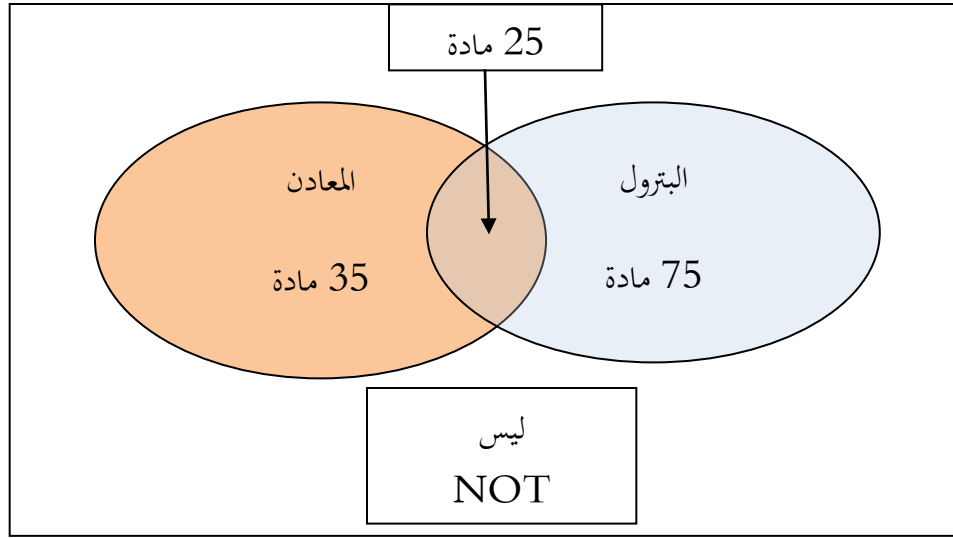 25 مادة
البترول
المعادن
75 مادة
35 مادة
ليس
NOT